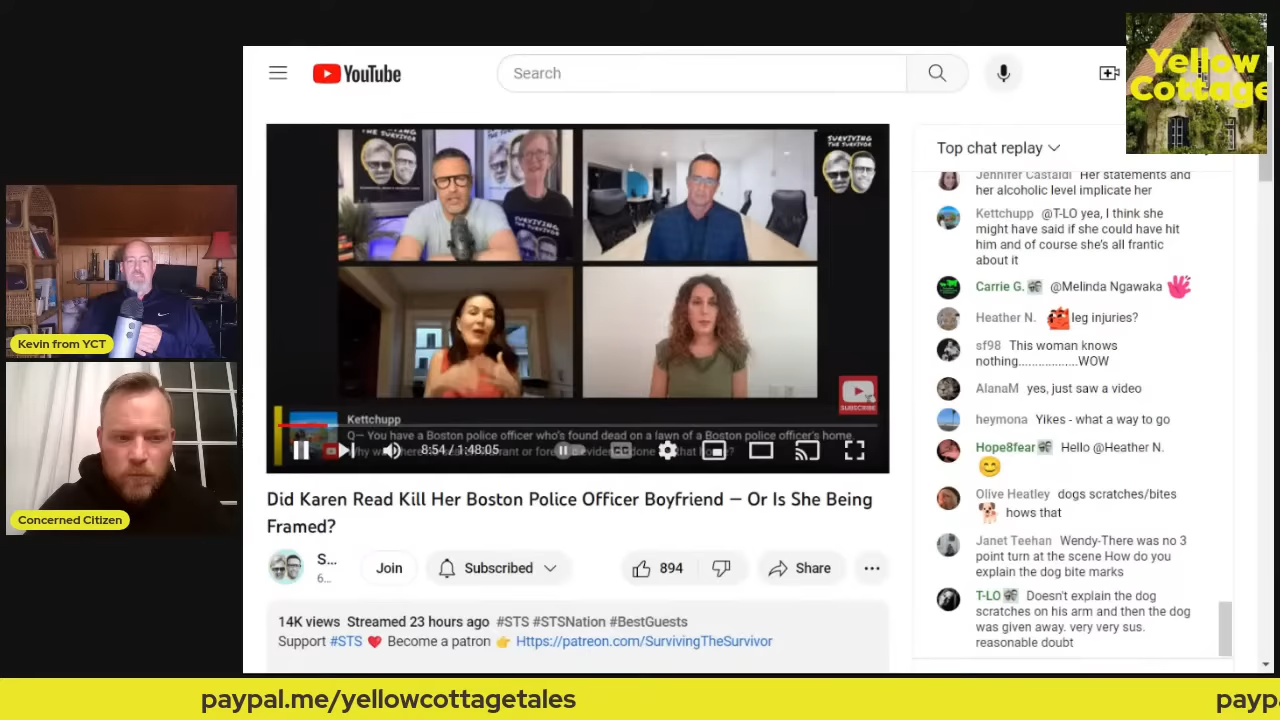 Yellow
Cottage
YouTube
Search
Top chat replay
SURVIVING
THE SURVIVOR
Jennifer Castaldi Her statements and
her alcoholic level implicate her
Kettchupp @T-LO yea, I think she
might have said if she could have hit
him and of course she's all frantic
about it
Carrie G. @Melinda Ngawaka
Heather N. leg injuries?
sf98 This woman knows
nothing..................WOW
AlanaM yes, just saw a video
heymona Yikes - what a way to go
Hope8fear Hello @Heather N.
Olive Heatley dogs scratches/bites
hows that
Janet Teehan Wendy-There was no 3
point turn at the scene How do you
explain the dog bite marks
T-LO Doesn't explain the dog
scratches on his arm and then the dog
was given away. very very sus.
reasonable doubt
Kevin from YCT
Concerned Citizen
SUBSCRIBE
Kettchupp
Q— You have a Boston police officer who's found dead on a lawn of a Boston police officer's home.
8:54 / 1:48:05
Did Karen Read Kill Her Boston Police Officer Boyfriend — Or Is She Being
Framed?
S...
6...
Join
Subscribed
894
Share
14K views Streamed 23 hours ago #STS #STSNation #BestGuests
Support #STS ❤️ Become a patron 👉 Https://patreon.com/SurvivingTheSurvivor
paypal.me/yellowcottagetales
payp